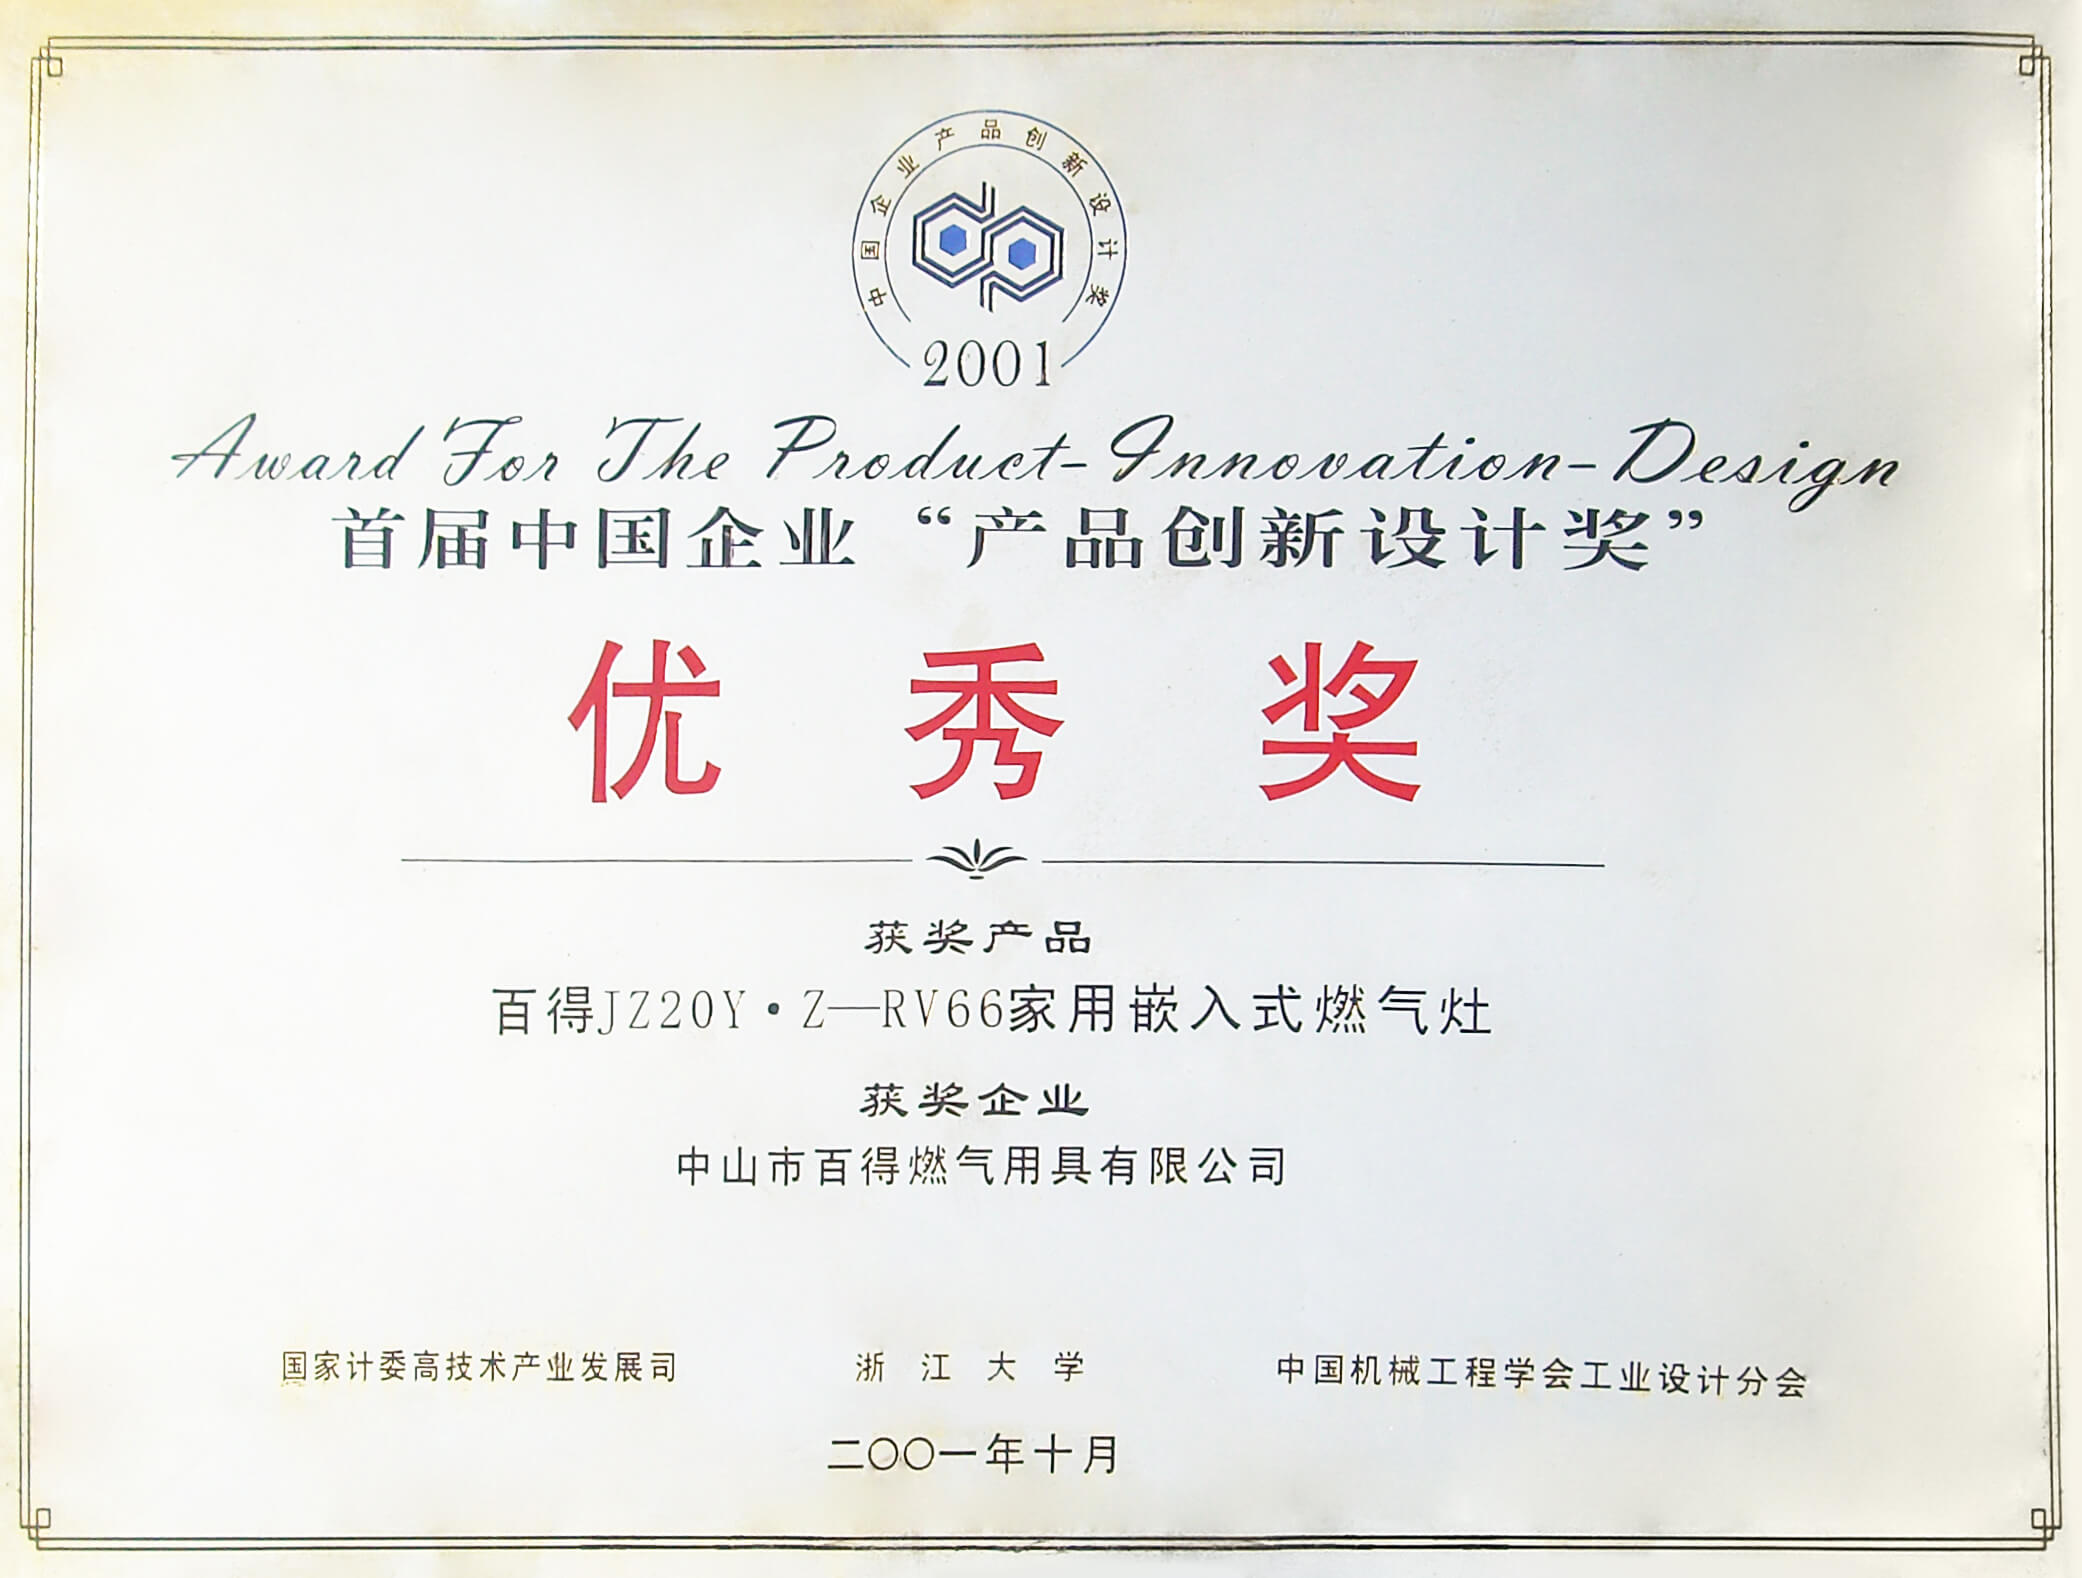 中国企业产品创新设计奖
2001
Award For The Product-Innovation-Design
首届中国企业“产品创新设计奖”
优秀奖
获奖产品
百得JZ20Y·Z—RV66家用嵌入式燃气灶
获奖企业
中山市百得燃气用具有限公司
国家计委高技术产业发展司 浙江大学 中国机械工程学会工业设计分会
二〇〇一年十月